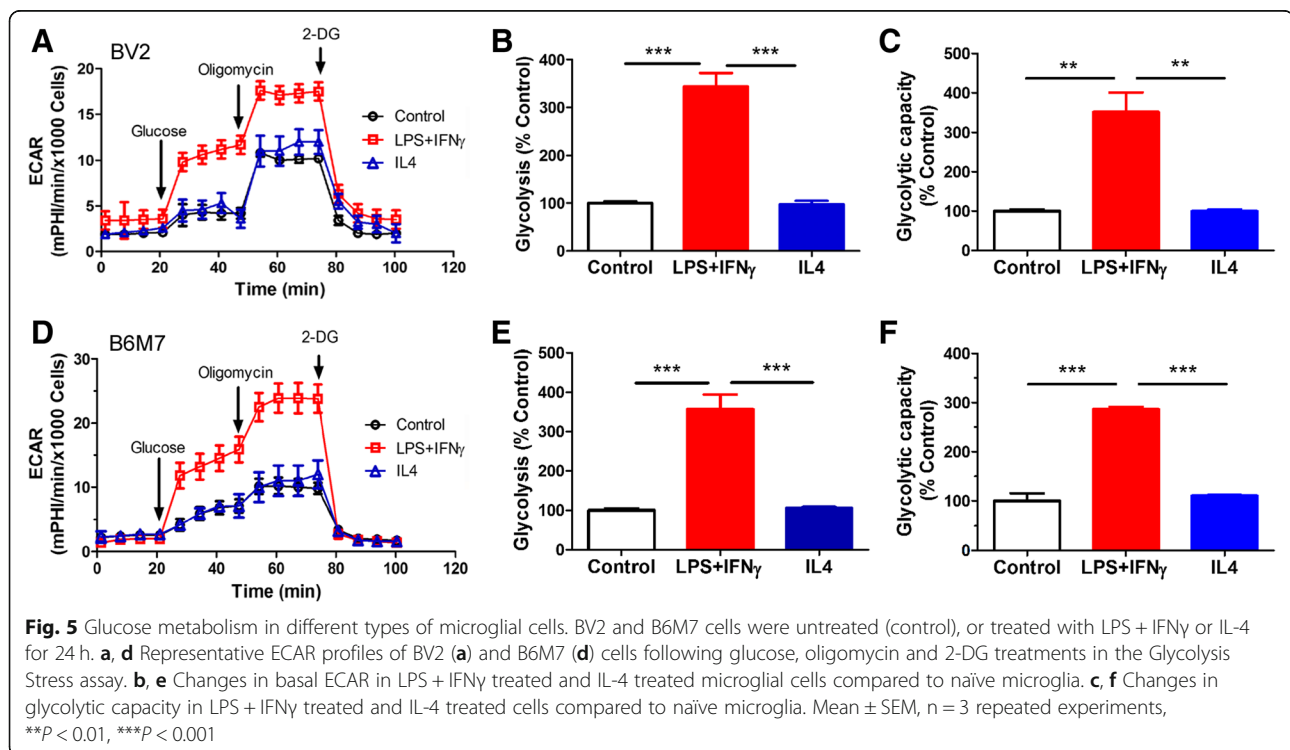 A
BV2
2-DG
Oligomycin
Glucose
Control
LPS+IFNγ
IL4
ECAR
(mPHI/min/x1000 Cells)
20
15
10
5
0
0 20 40 60 80 100 120
Time (min)
B
***
***
Glycolysis (% Control)
400
300
200
100
0
Control LPS+IFNγ IL4
C
**
**
Glycolytic capacity
(% Control)
500
400
300
200
100
0
Control LPS+IFNγ IL4
D
B6M7
2-DG
Oligomycin
Glucose
Control
LPS+IFNγ
IL4
ECAR
(mPHI/min/x1000 Cells)
30
20
10
0
0 20 40 60 80 100 120
Time (min)
E
***
***
Glycolysis (% Control)
500
400
300
200
100
0
Control LPS+IFNγ IL4
F
***
***
Glycolytic capacity
(% Control)
400
300
200
100
0
Control LPS+IFNγ IL4
Fig. 5 Glucose metabolism in different types of microglial cells. BV2 and B6M7 cells were untreated (control), or treated with LPS + IFNγ or IL-4
for 24 h. a, d Representative ECAR profiles of BV2 (a) and B6M7 (d) cells following glucose, oligomycin and 2-DG treatments in the Glycolysis
Stress assay. b, e Changes in basal ECAR in LPS + IFNγ treated and IL-4 treated microglial cells compared to naïve microglia. c, f Changes in
glycolytic capacity in LPS + IFNγ treated and IL-4 treated cells compared to naïve microglia. Mean ± SEM, n = 3 repeated experiments,
**P < 0.01, ***P < 0.001